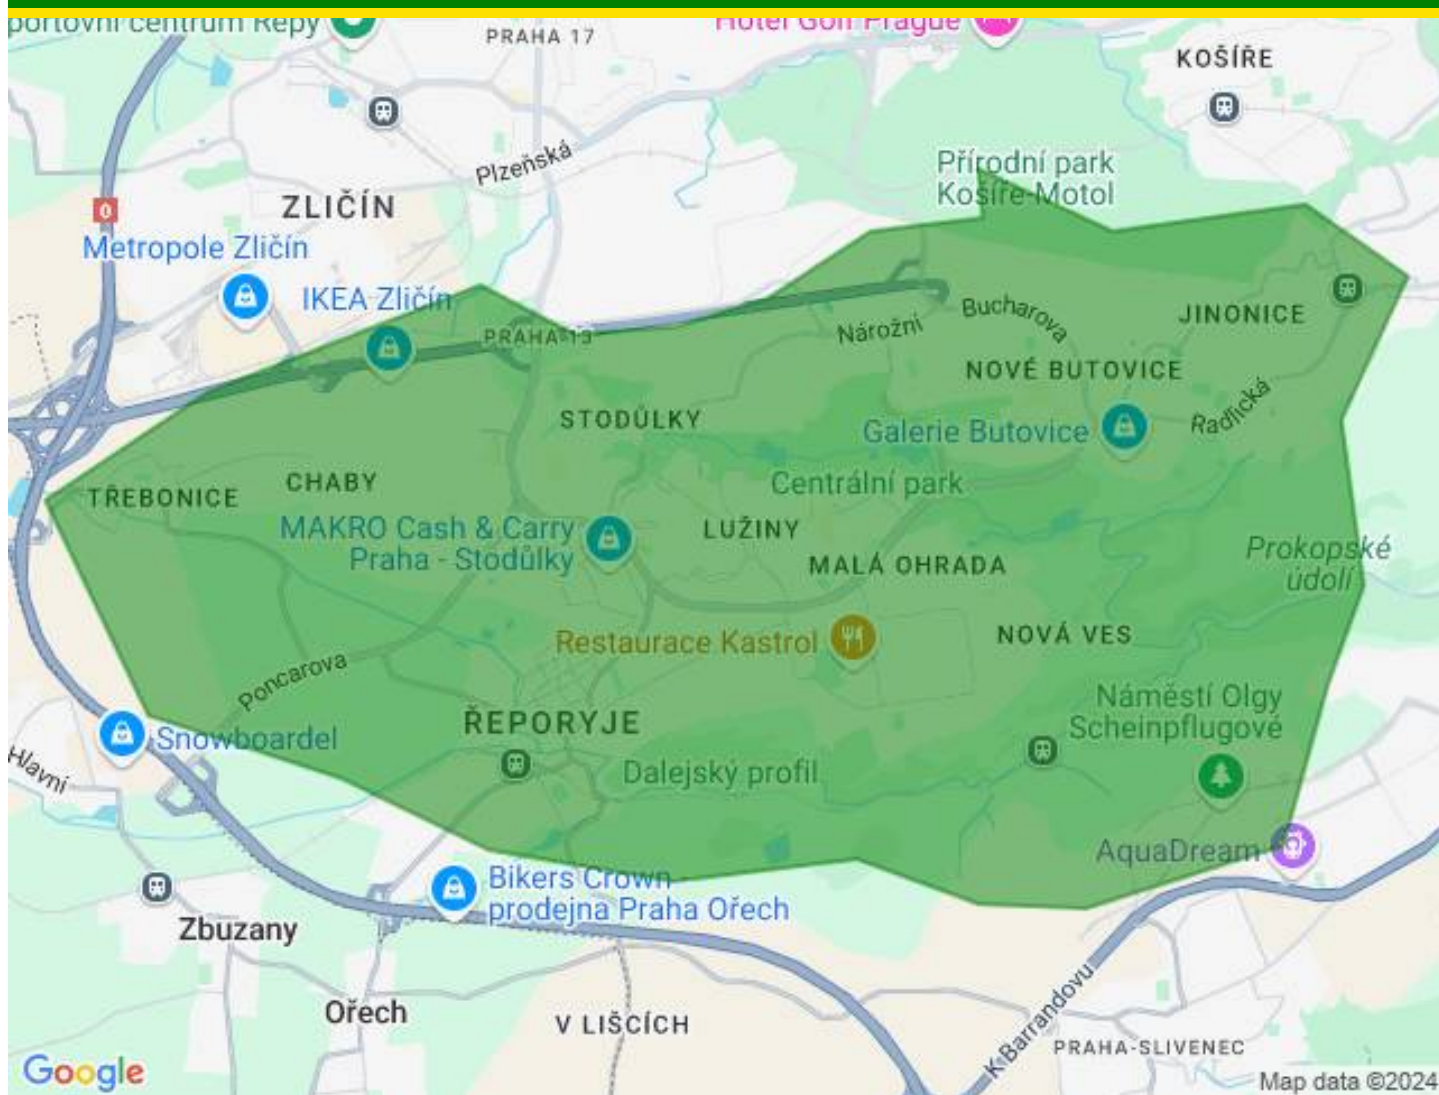 portovní centrum Řepy
PRAHA 17
Hotel Golf Prague
KOŠÍŘE
Plzeňská
Přírodní park
Košíře-Motol
ZLIČÍN
0
Metropole Zličín
IKEA Zličín
PRAHA 13
Nárožní
Bucharova
JINONICE
NOVÉ BUTOVICE
Radlická
STODŮLKY
Galerie Butovice
CHABY
TŘEBONICE
Centrální park
MAKRO Cash & Carry
Praha - Stodůlky
LUŽINY
MALÁ OHRADA
Prokopské
údolí
Restaurace Kastrol
NOVÁ VES
Poncarova
Náměstí Olgy
Scheinpflugové
ŘEPORYJE
Snowboardel
Hlavní
Dalejský profil
AquaDream
Bikers Crown -
prodejna Praha Ořech
Zbuzany
Ořech
V LIŠCÍCH
K Barrandovu
PRAHA-SLIVENEC
Google
Map data ©2024